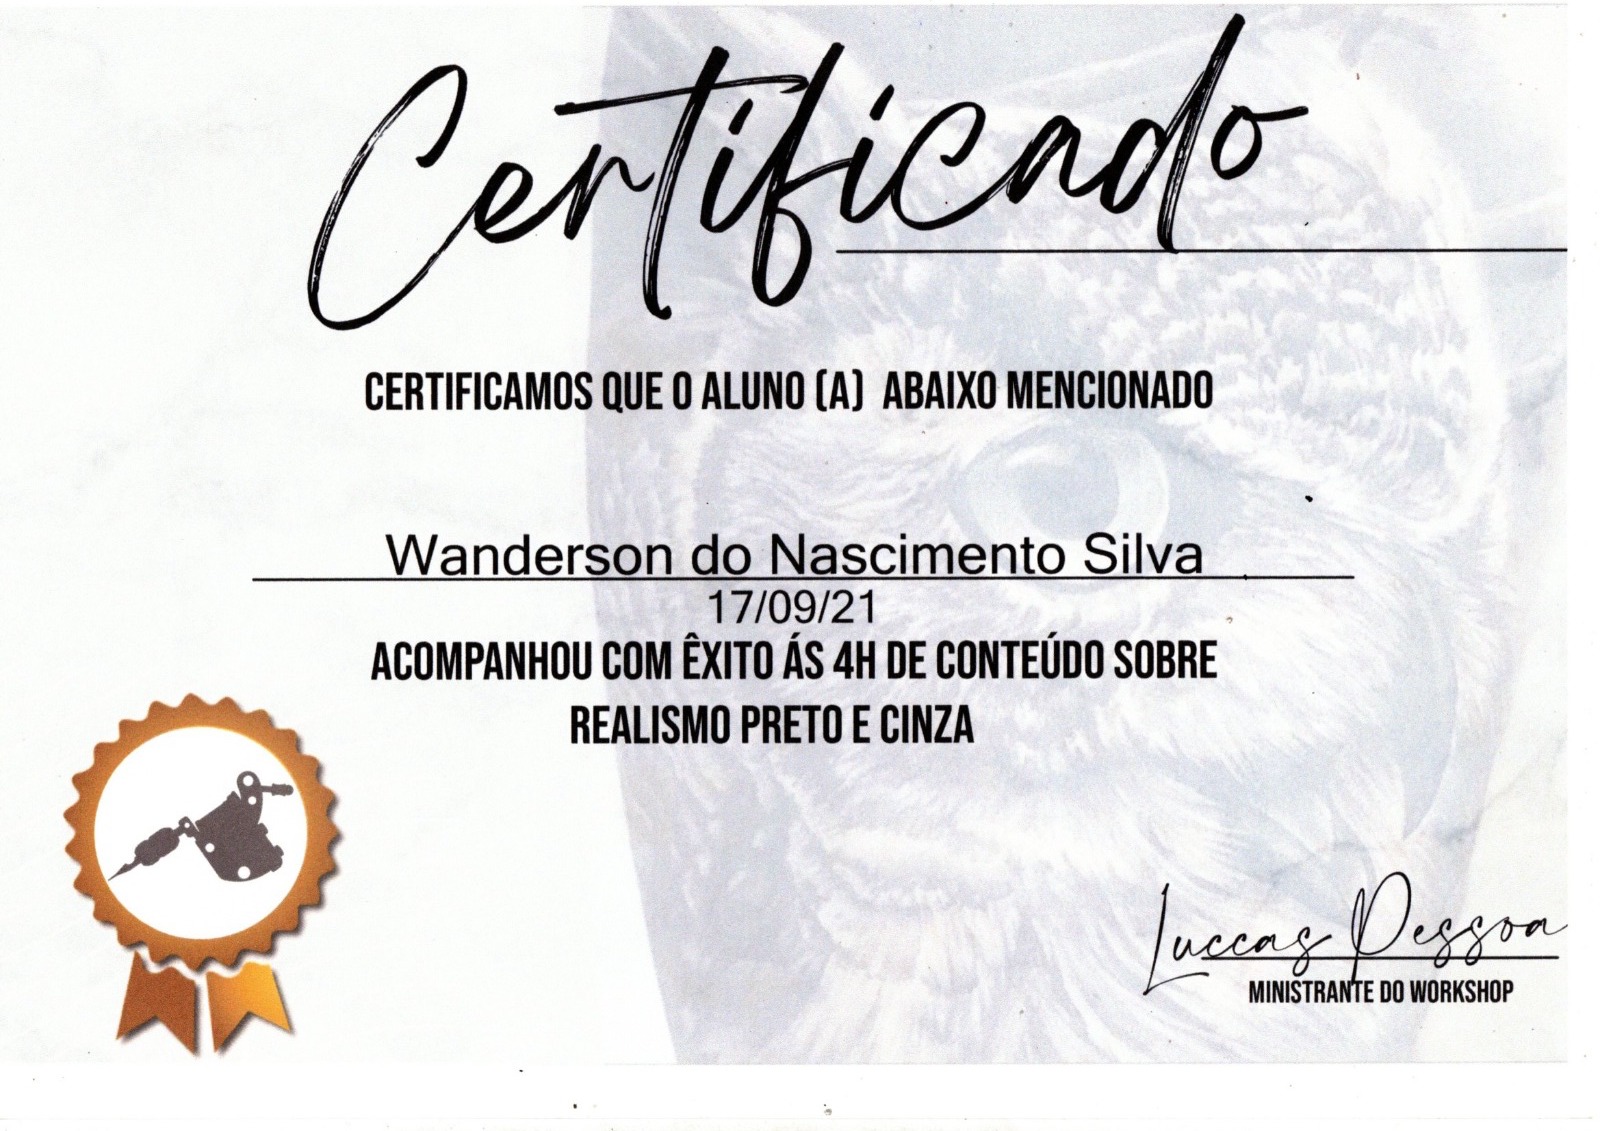 Certificado
CERTIFICAMOS QUE O ALUNO (A) ABAIXO MENCIONADO
Wanderson do Nascimento Silva
17/09/21
ACOMPANHOU COM ÊXITO ÁS 4H DE CONTEÚDO SOBRE
REALISMO PRETO E CINZA
Luccas Pessoa
MINISTRANTE DO WORKSHOP